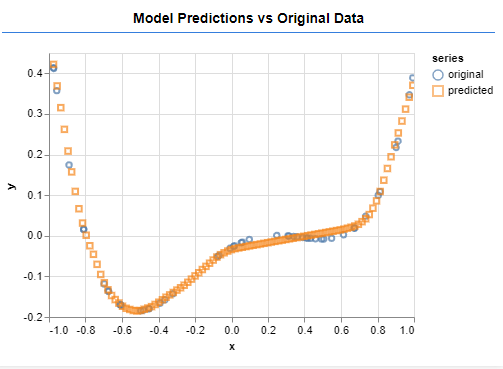 Model Predictions vs Original Data
series
original
predicted
0.4
0.3
0.2
0.1
0.0
-0.1
-0.2
y
-1.0 -0.8 -0.6 -0.4 -0.2 0.0 0.2 0.4 0.6 0.8 1.0
x